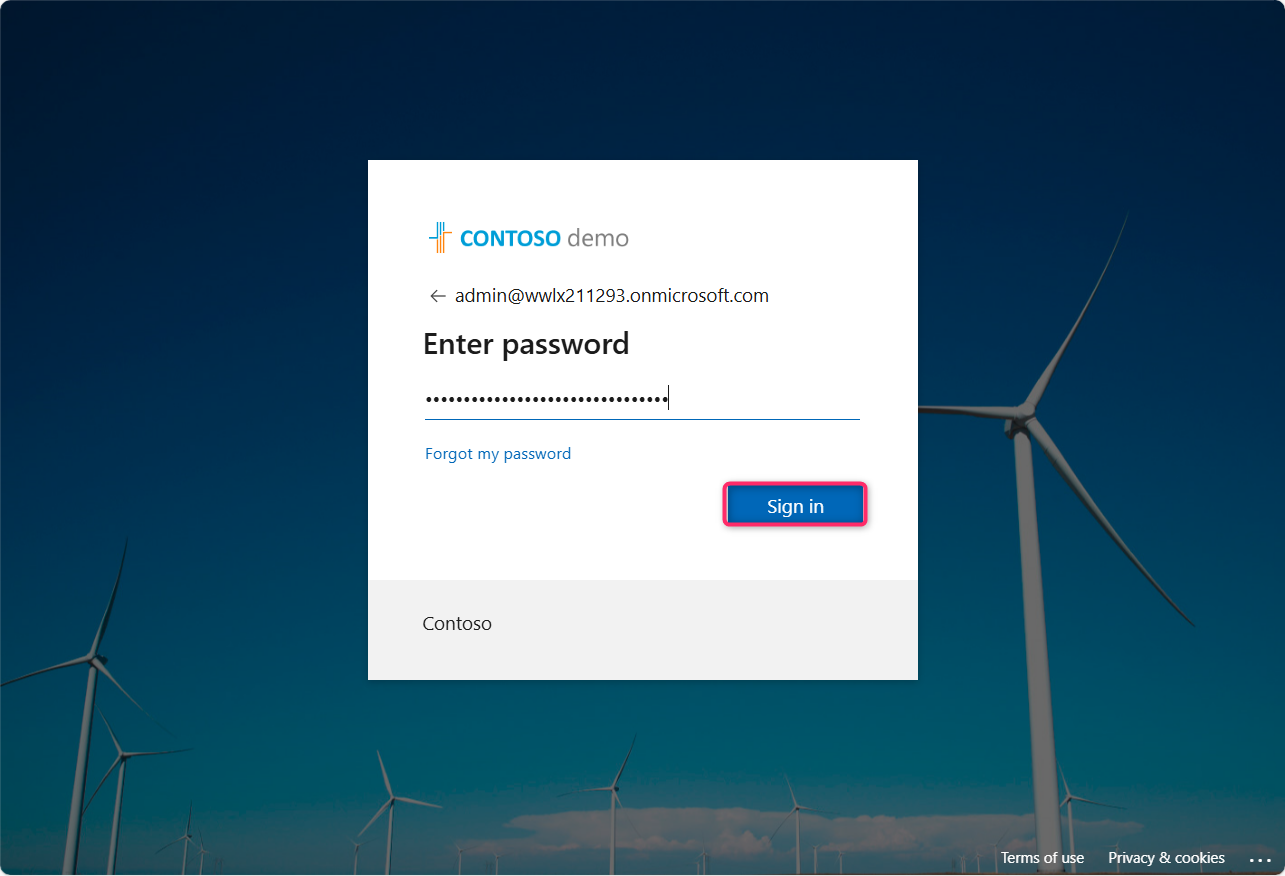 CONTOSO demo
admin@wwlx211293.onmicrosoft.com
Enter password
Forgot my password
Sign in
Contoso
Terms of use Privacy & cookies ...